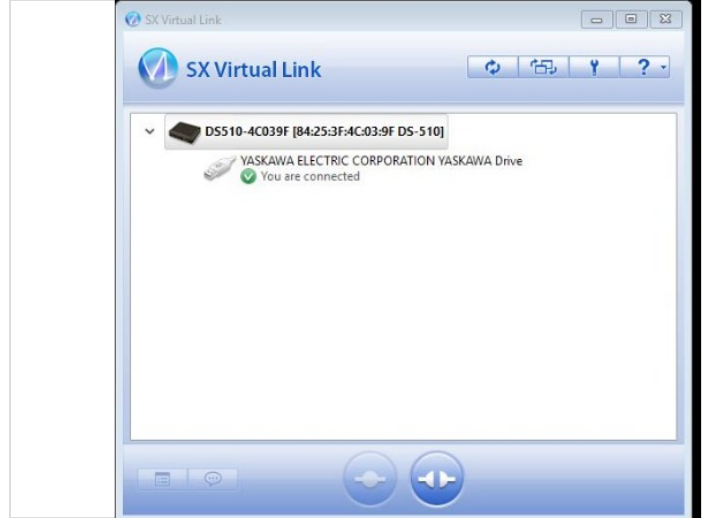 SX Virtual Link
SX Virtual Link
?
DS510-4C039F [84:25:3F:4C:03:9F DS-510]
YASKAWA ELECTRIC CORPORATION YASKAWA Drive
You are connected